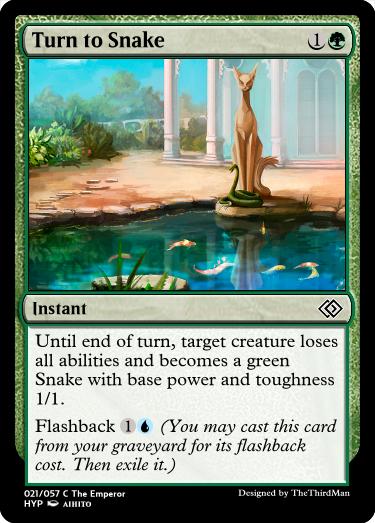 Turn to Snake 1
Instant
Until end of turn, target creature loses
all abilities and becomes a green
Snake with base power and toughness
1/1.
Flashback 1 (You may cast this card
from your graveyard for its flashback
cost. Then exile it.)
021/057 C The Emperor
HYP AIHITO
Designed by TheThirdMan